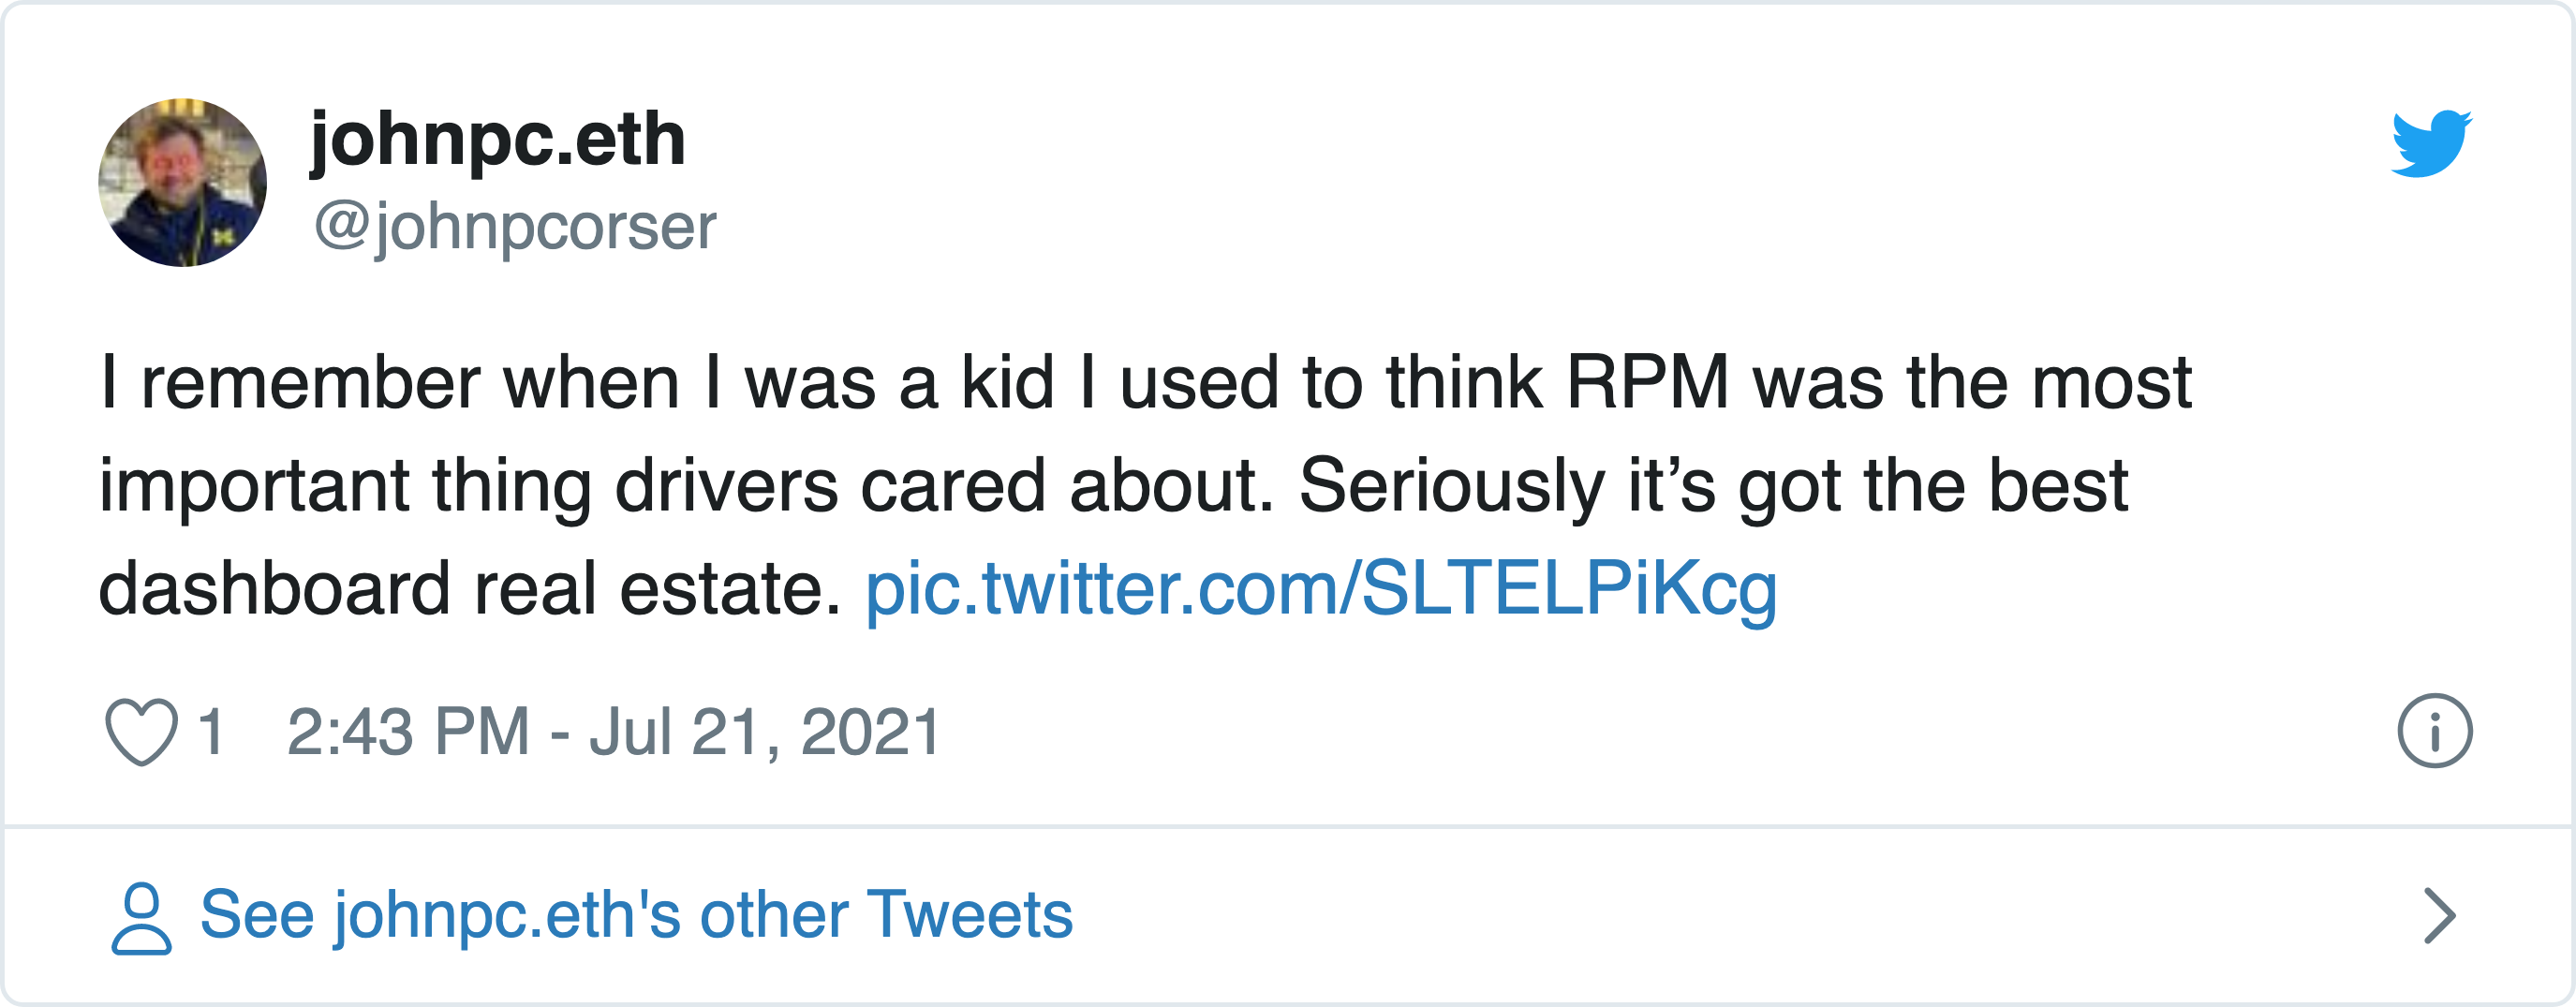 johnpc.eth
@johnpcorser
I remember when I was a kid I used to think RPM was the most
important thing drivers cared about. Seriously it’s got the best
dashboard real estate. pic.twitter.com/SLTELPiKcg
1 2:43 PM - Jul 21, 2021
See johnpc.eth's other Tweets